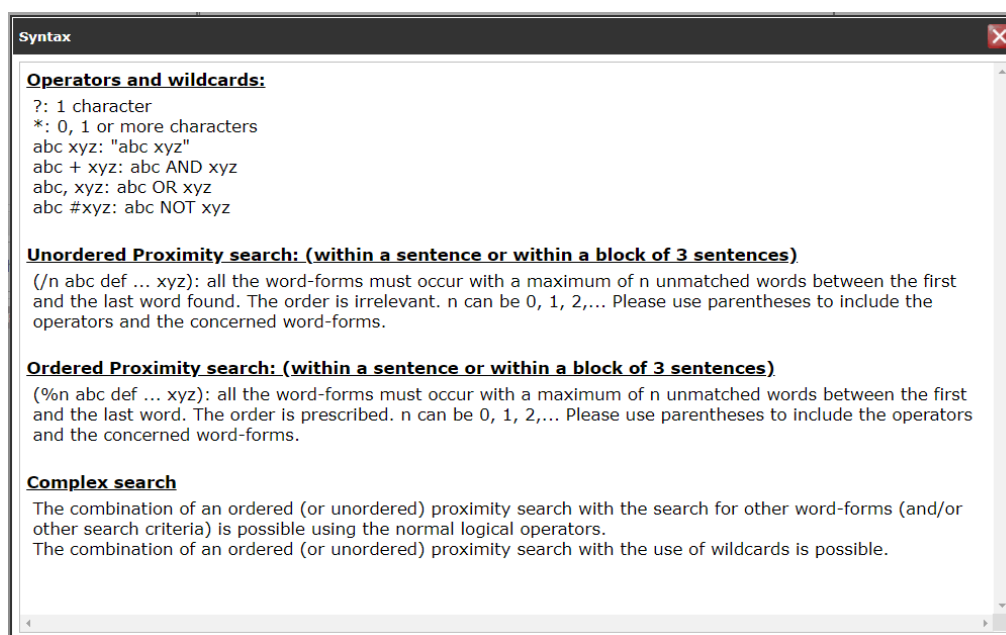 Syntax
Operators and wildcards:
?: 1 character
*: 0, 1 or more characters
abc xyz: "abc xyz"
abc + xyz: abc AND xyz
abc, xyz: abc OR xyz
abc #xyz: abc NOT xyz
Unordered Proximity search: (within a sentence or within a block of 3 sentences)
(/n abc def ... xyz): all the word-forms must occur with a maximum of n unmatched words between the first
and the last word found. The order is irrelevant. n can be 0, 1, 2,... Please use parentheses to include the
operators and the concerned word-forms.
Ordered Proximity search: (within a sentence or within a block of 3 sentences)
(%n abc def ... xyz): all the word-forms must occur with a maximum of n unmatched words between the first
and the last word. The order is prescribed. n can be 0, 1, 2,... Please use parentheses to include the operators
and the concerned word-forms.
Complex search
The combination of an ordered (or unordered) proximity search with the search for other word-forms (and/or
other search criteria) is possible using the normal logical operators.
The combination of an ordered (or unordered) proximity search with the use of wildcards is possible.